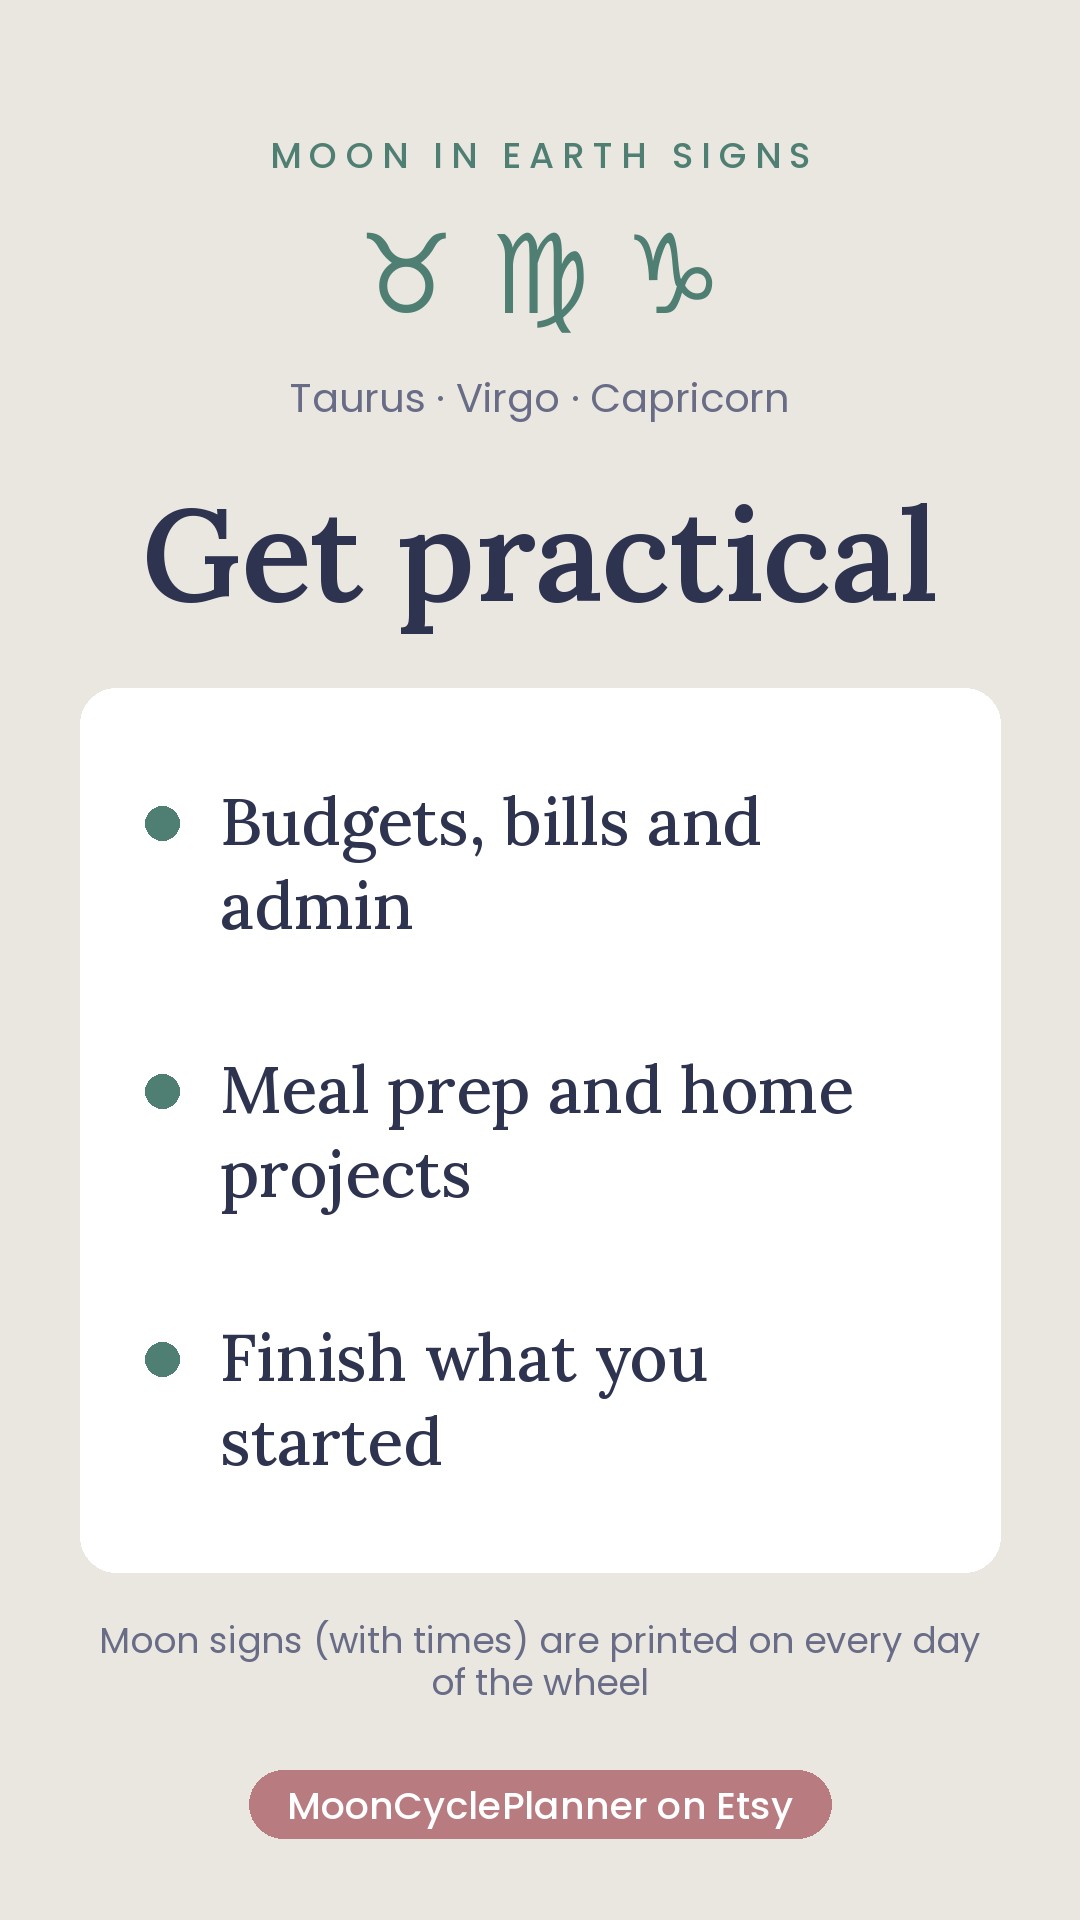 MOON IN EARTH SIGNS
♉ ♍ ♑
Taurus · Virgo · Capricorn
Get practical
Budgets, bills and
admin
Meal prep and home
projects
Finish what you
started
Moon signs (with times) are printed on every day
of the wheel
MoonCyclePlanner on Etsy